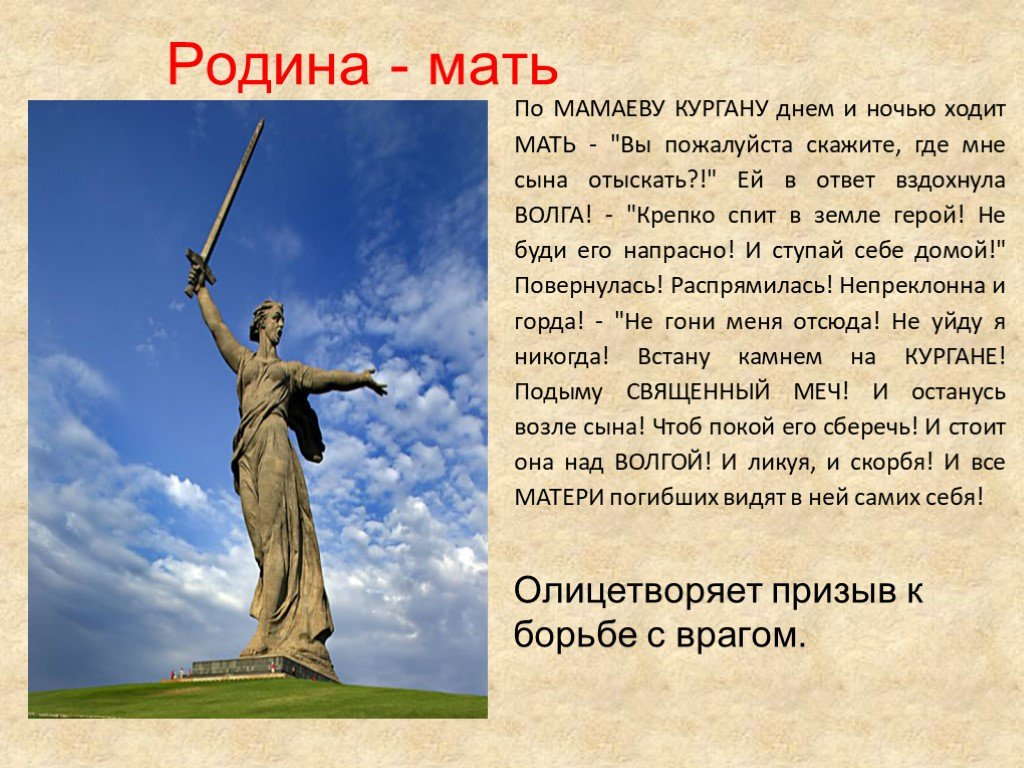 Родина - мать
По МАМАЕВУ КУРГАНУ днем и ночью ходит
МАТЬ - "Вы пожалуйста скажите, где мне
сына отыскать?!" Ей в ответ вздохнула
ВОЛГА! - "Крепко спит в земле герой! Не
буди его напрасно! И ступай себе домой!"
Повернулась! Распрямилась! Непреклонна и
горда! - "Не гони меня отсюда! Не уйду я
никогда! Встану камнем на КУРГАНЕ!
Подыму СВЯЩЕННЫЙ МЕЧ! И останусь
возле сына! Чтоб покой его сберечь! И стоит
она над ВОЛГОЙ! И ликуя, и скорбя! И все
МАТЕРИ погибших видят в ней самих себя!
Олицетворяет призыв к
борьбе с врагом.